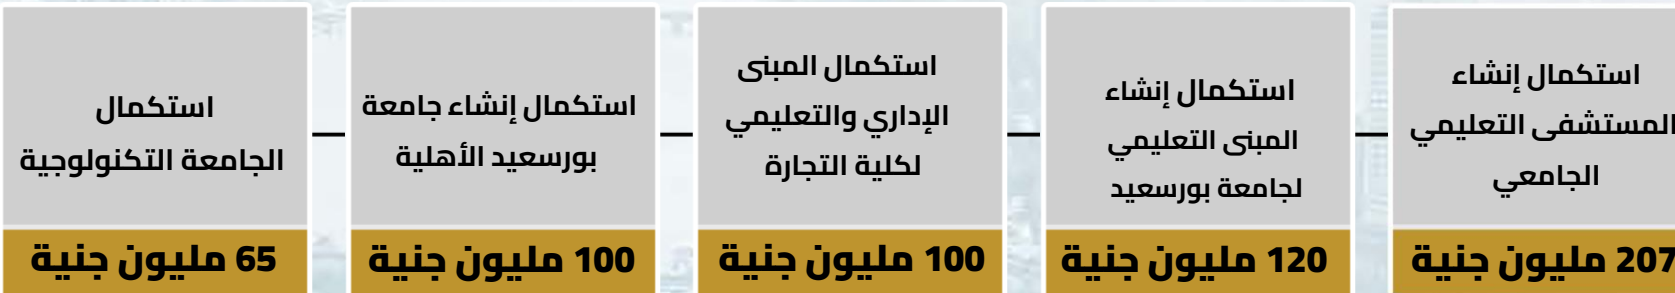 استكمال إنشاء
المستشفى التعليمي
الجامعي
207 مليون جنية
استكمال إنشاء
المبنى التعليمي
لجامعة بورسعيد
120 مليون جنية
استكمال المبنى
الإداري والتعليمي
لكلية التجارة
100 مليون جنية
استكمال إنشاء جامعة
بورسعيد الأهلية
100 مليون جنية
استكمال
الجامعة التكنولوجية
65 مليون جنية